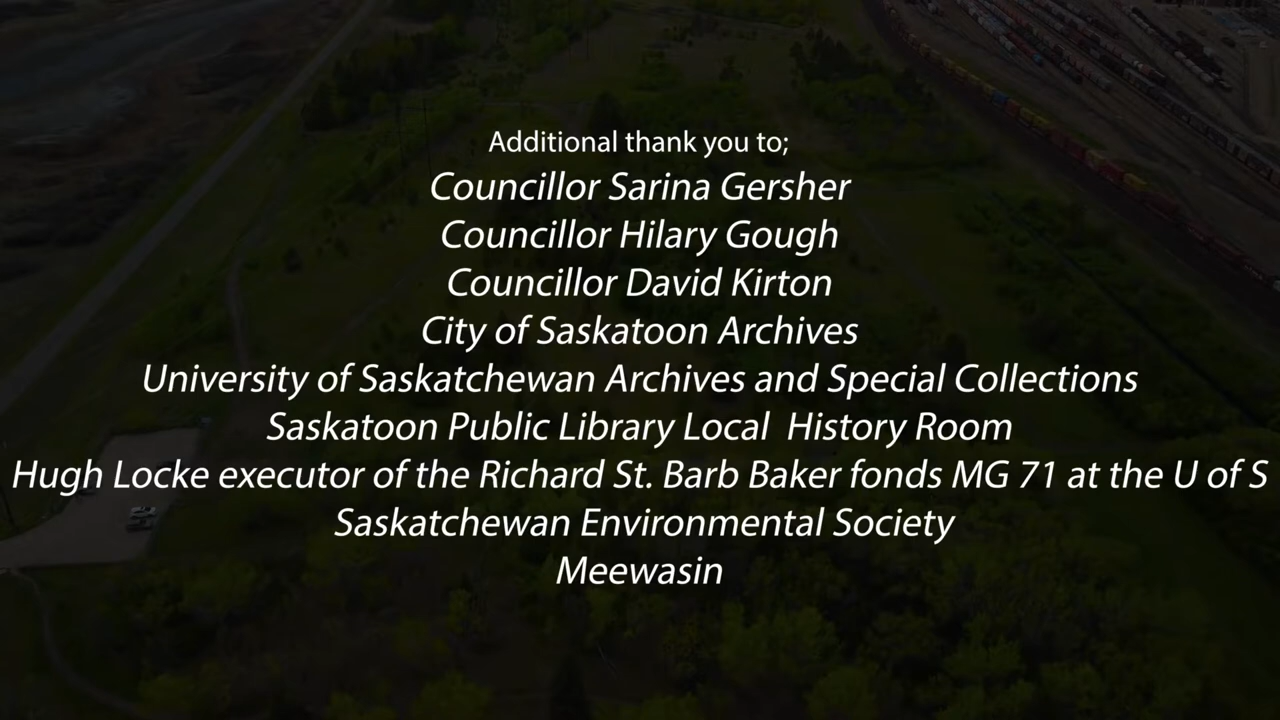 Additional thank you to;
Councillor Sarina Gersher
Councillor Hilary Gough
Councillor David Kirton
City of Saskatoon Archives
University of Saskatchewan Archives and Special Collections
Saskatoon Public Library Local  History Room
Hugh Locke executor of the Richard St. Barb Baker fonds MG 71 at the U of S
Saskatchewan Environmental Society
Meewasin